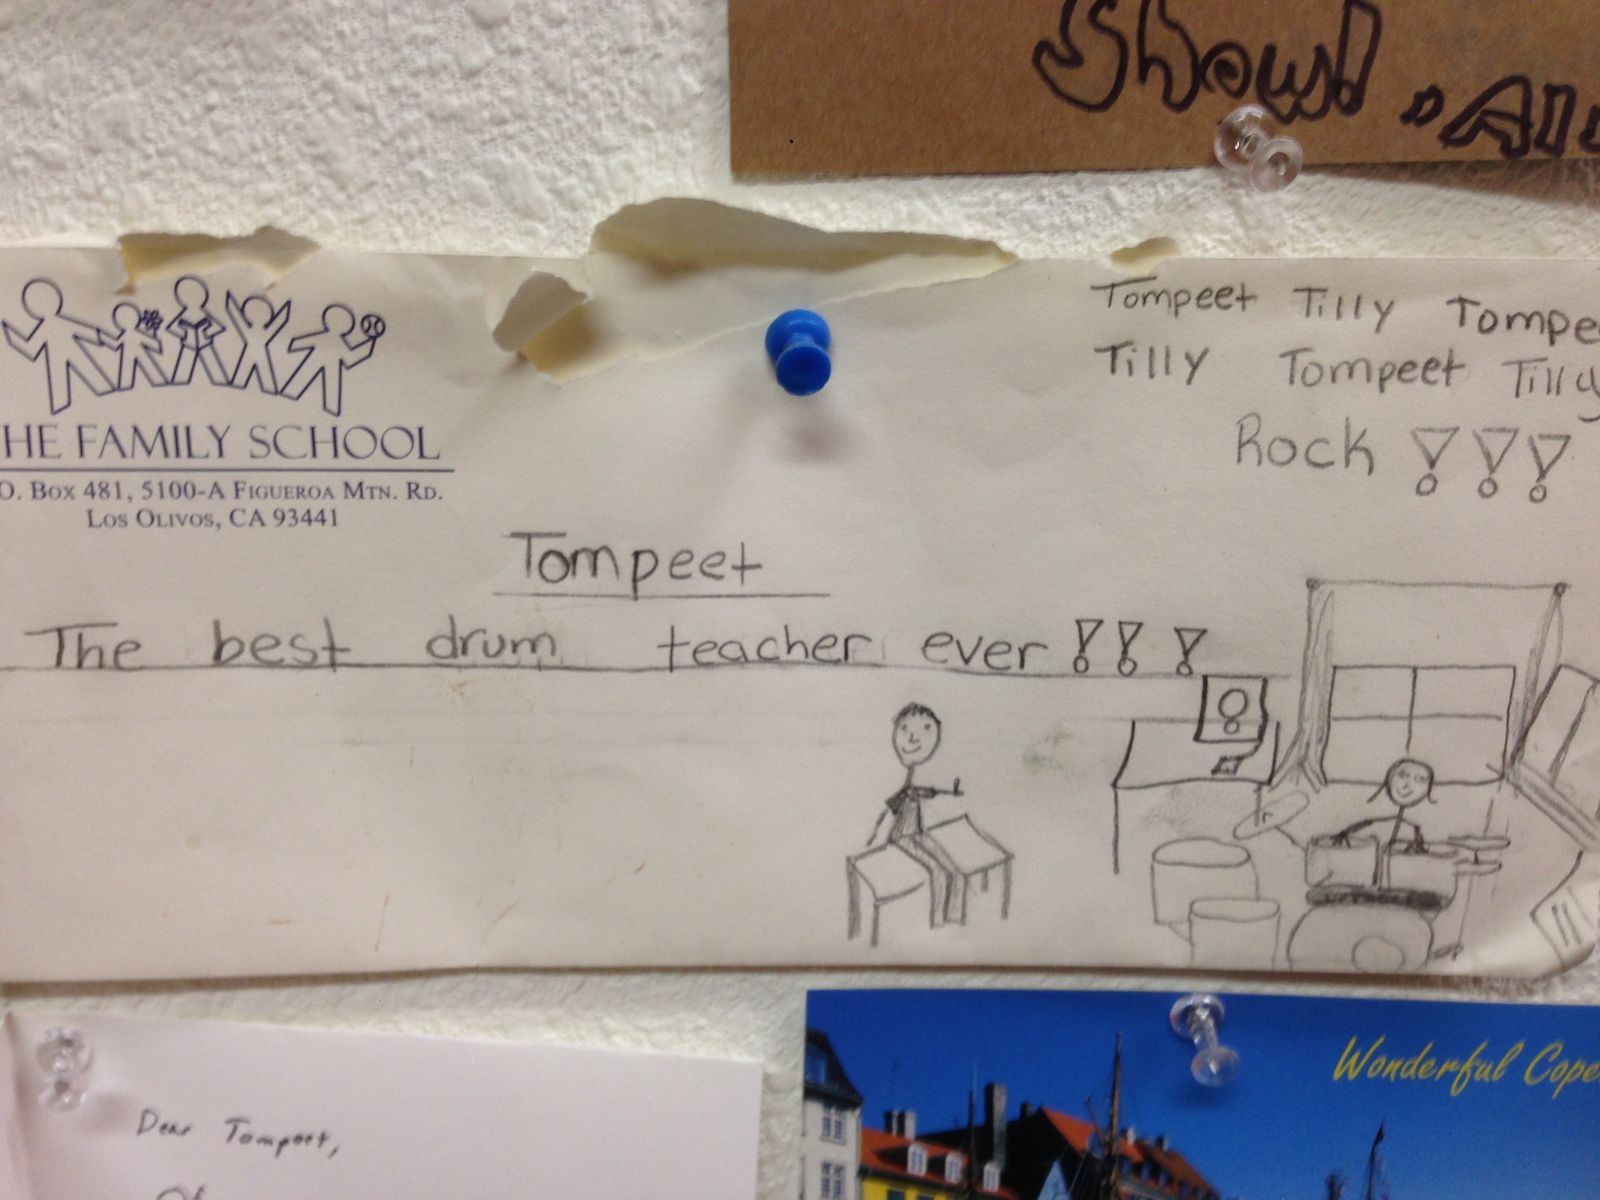 Show!
THE FAMILY SCHOOL
P.O. Box 481, 5100-A Figueroa Mtn. Rd.
Los Olivos, CA 93441
Tompeet Tilly Tompe
Tilly Tompeet Tilly
Rock !!!
Tompeet
The best drum teacher ever !!!
Dear Tompeet,
Wonderful Cope